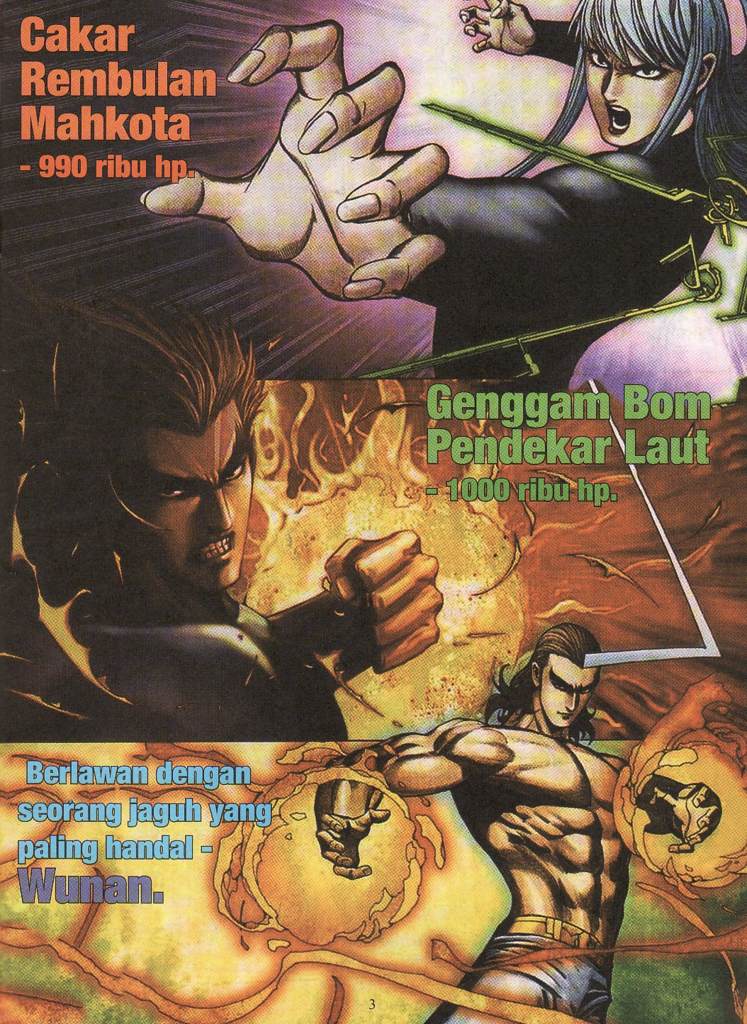 Cakar
Rembulan
Mahkota
- 990 ribu hp.
Genggam Bom
Pendekar Laut
- 1000 ribu hp.
Berlawan dengan
seorang jaguh yang
paling handal -
Wunan.
3